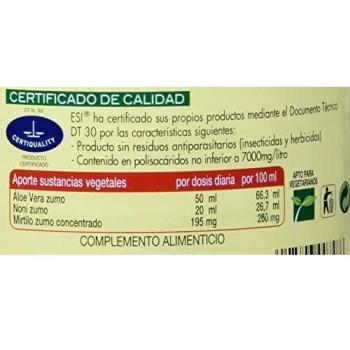 CERTIFICADO DE CALIDAD
DT N. 30
ESI® ha certificado sus propios productos mediante el Documento Técnico
DT 30 por las características siguientes:
- Producto sin residuos antiparasitarios (insecticidas y herbicidas)
- Contenido en polisacáridos no inferior a 7000mg/litro
CERTIQUALITY
PRODUCTO
CERTIFICADO
Aporte sustancias vegetales por dosis diaria por 100 ml
Aloe Vera zumo 50 ml 66,3 ml
Noni zumo 20 ml 26,7 ml
Mirtilo zumo concentrado 195 mg 260 mg
COMPLEMENTO ALIMENTICIO
APTO PARA
VEGETARIANOS